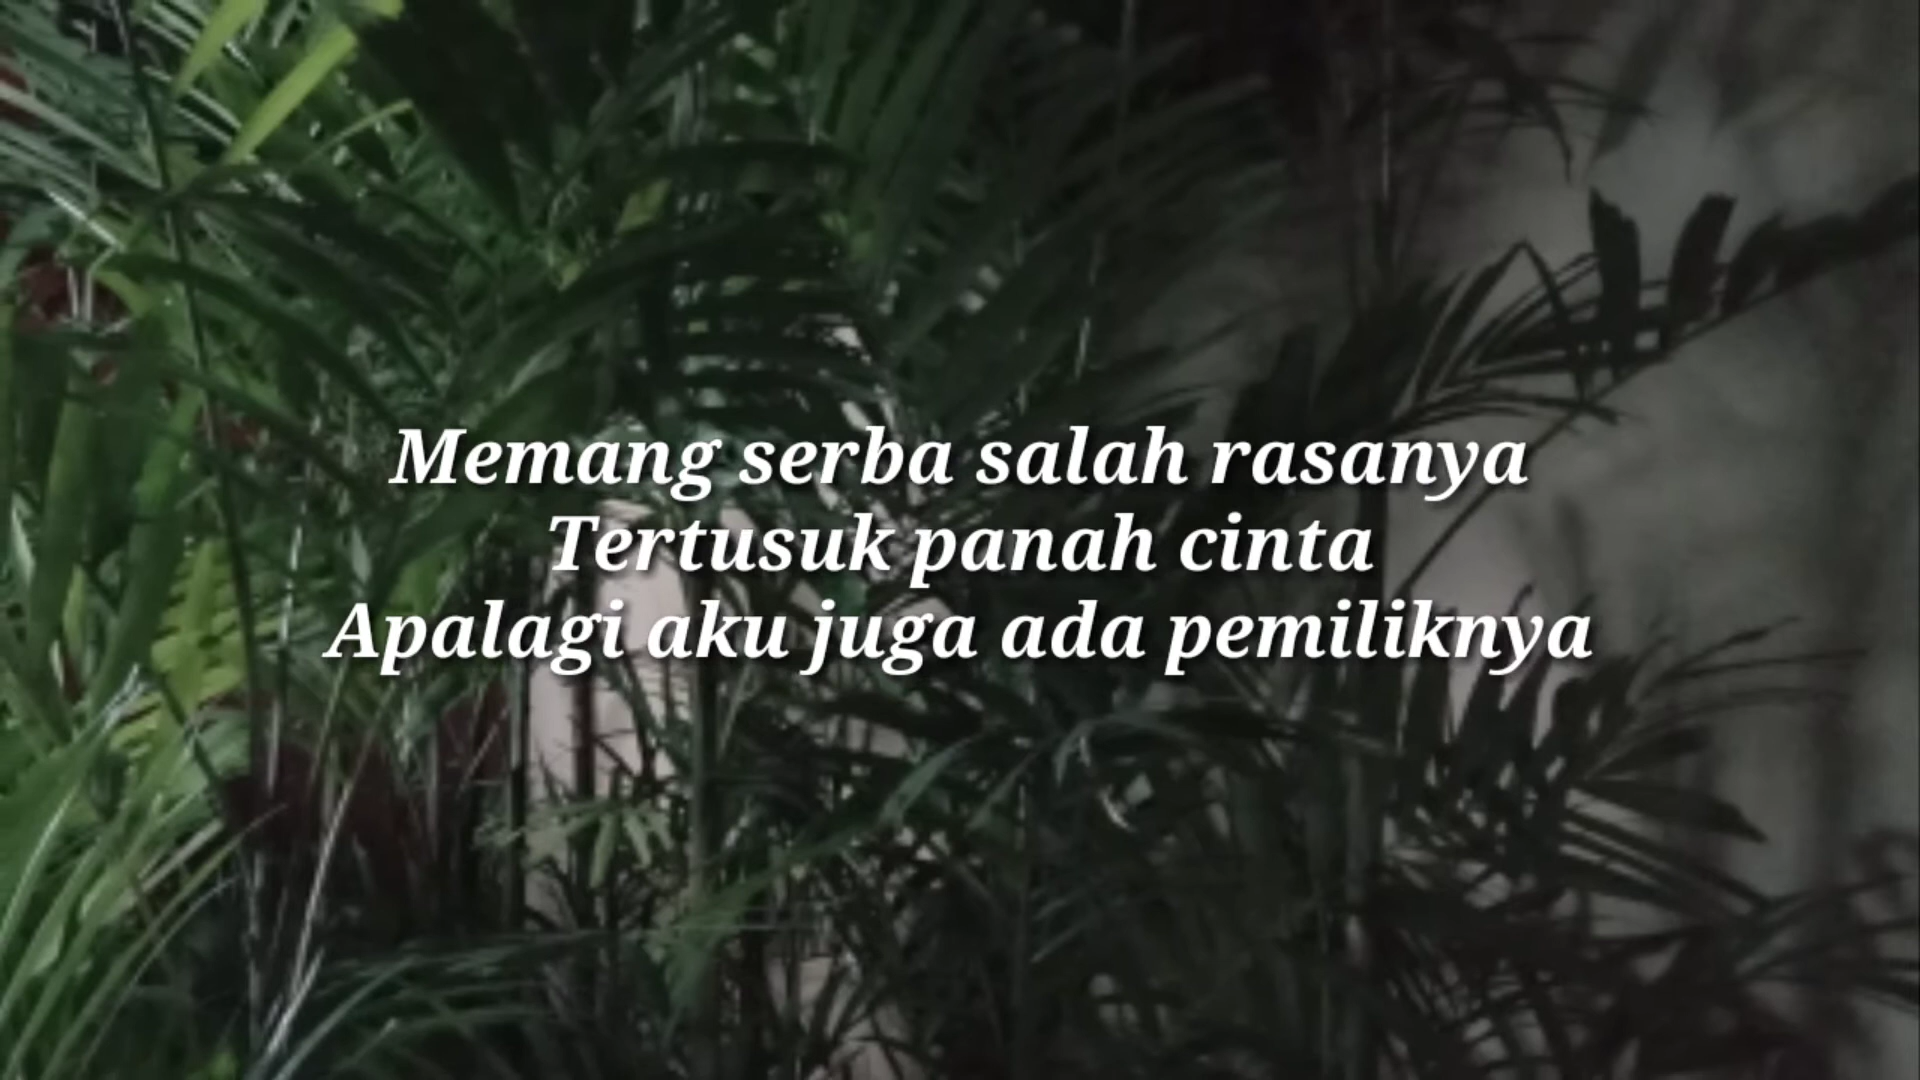 Memang serba salah rasanya
Tertusuk panah cinta
Apalagi aku juga ada pemiliknya